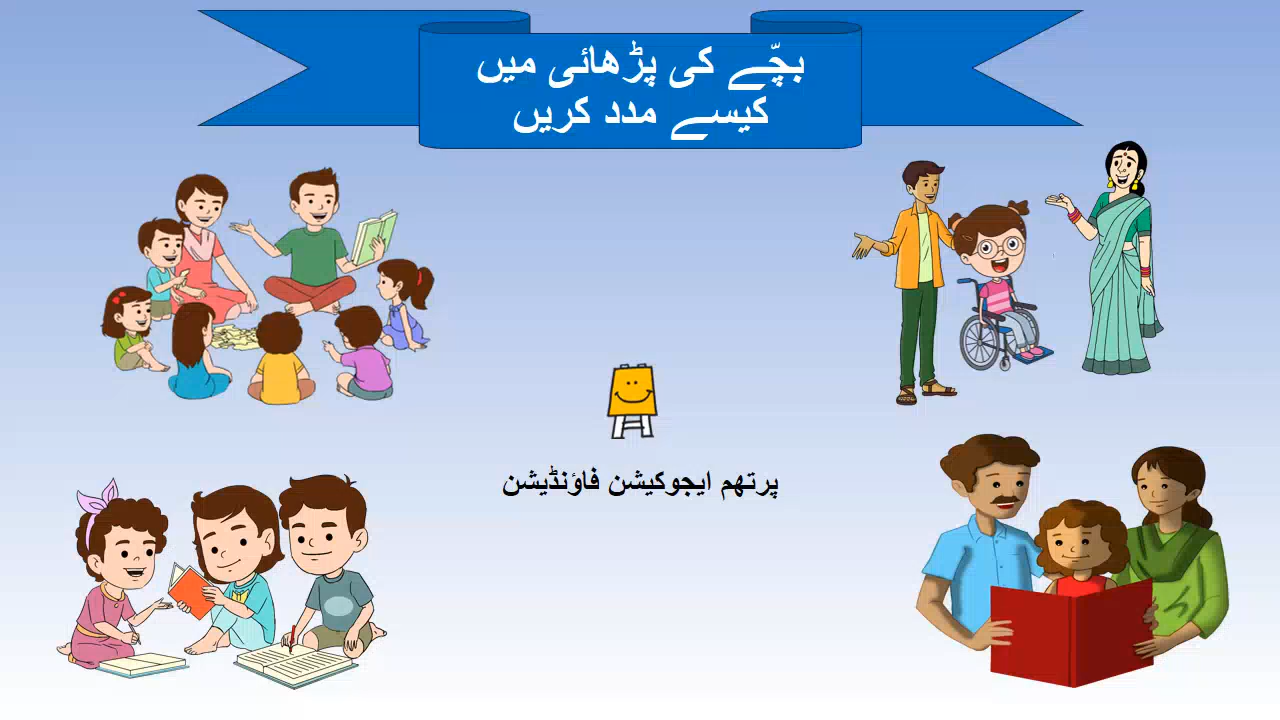 بچّے کی پڑھائی میں
کیسے مدد کریں
پرتھم ایجوکیشن فاؤنڈیشن